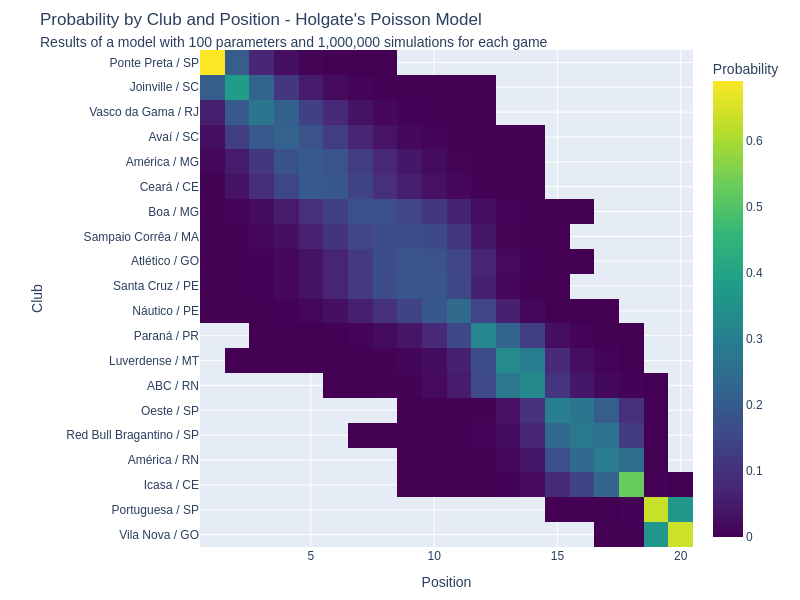 Probability by Club and Position - Holgate's Poisson Model
Results of a model with 100 parameters and 1,000,000 simulations for each game
Probability
Club
Ponte Preta / SP
Joinville / SC
Vasco da Gama / RJ
Avaí / SC
América / MG
Ceará / CE
Boa / MG
Sampaio Corrêa / MA
Atlético / GO
Santa Cruz / PE
Náutico / PE
Paraná / PR
Luverdense / MT
ABC / RN
Oeste / SP
Red Bull Bragantino / SP
América / RN
Icasa / CE
Portuguesa / SP
Vila Nova / GO
0.6
0.5
0.4
0.3
0.2
0.1
0
5 10 15 20
Position